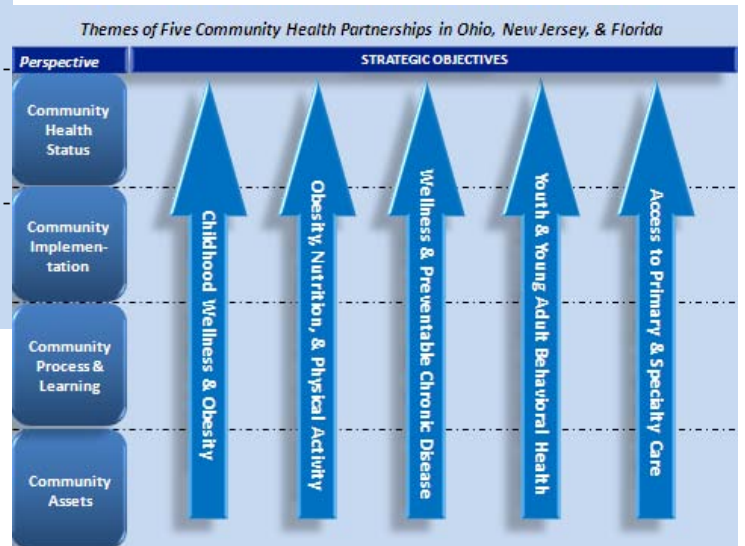 Themes of Five Community Health Partnerships in Ohio, New Jersey, & Florida
Perspective
STRATEGIC OBJECTIVES
Community
Health
Status
Community
Implemen-
tation
Community
Process &
Learning
Community
Assets
Childhood Wellness & Obesity
Obesity, Nutrition, & Physical Activity
Wellness & Preventable Chronic Disease
Youth & Young Adult Behavioral Health
Access to Primary & Specialty Care